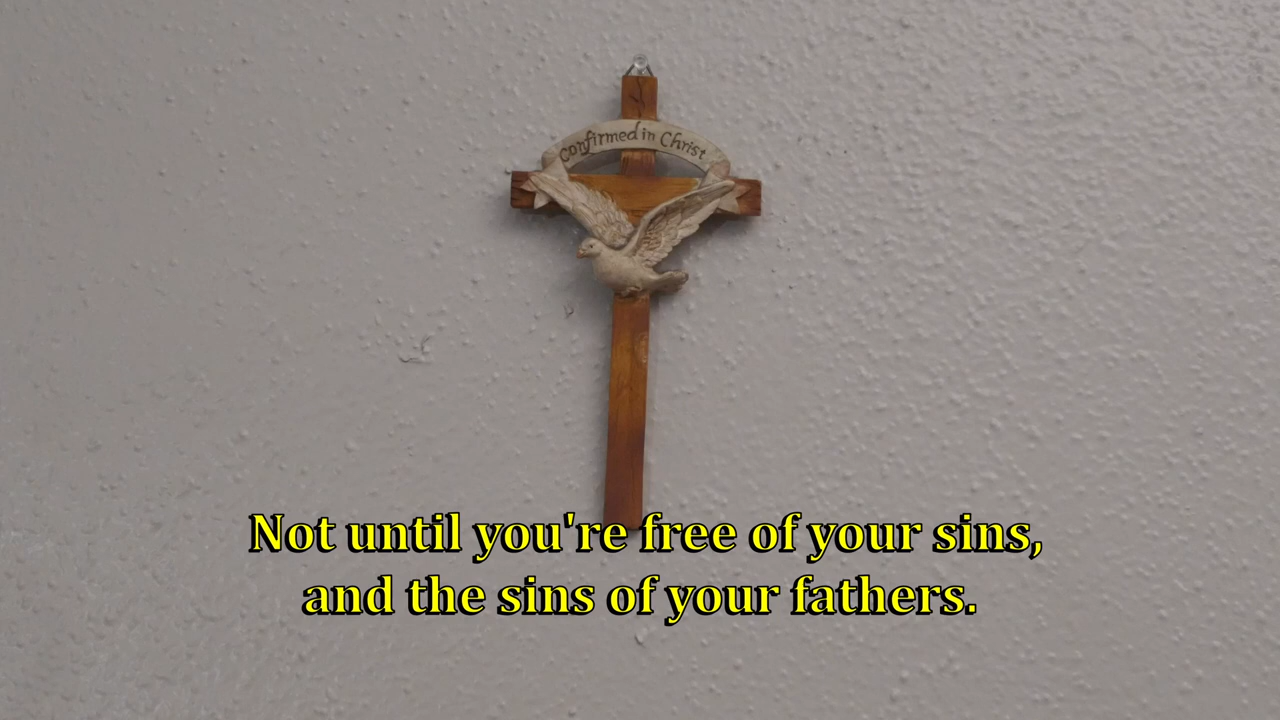 Confirmed in Christ
Not until you're free of your sins,
and the sins of your fathers.